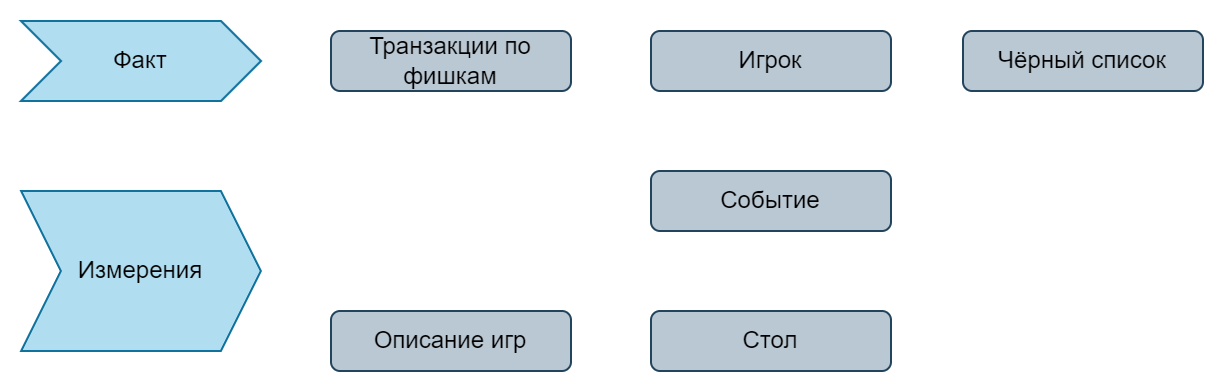 Факт
Транзакции по
фишкам
Игрок
Чёрный список
Событие
Измерения
Описание игр
Стол